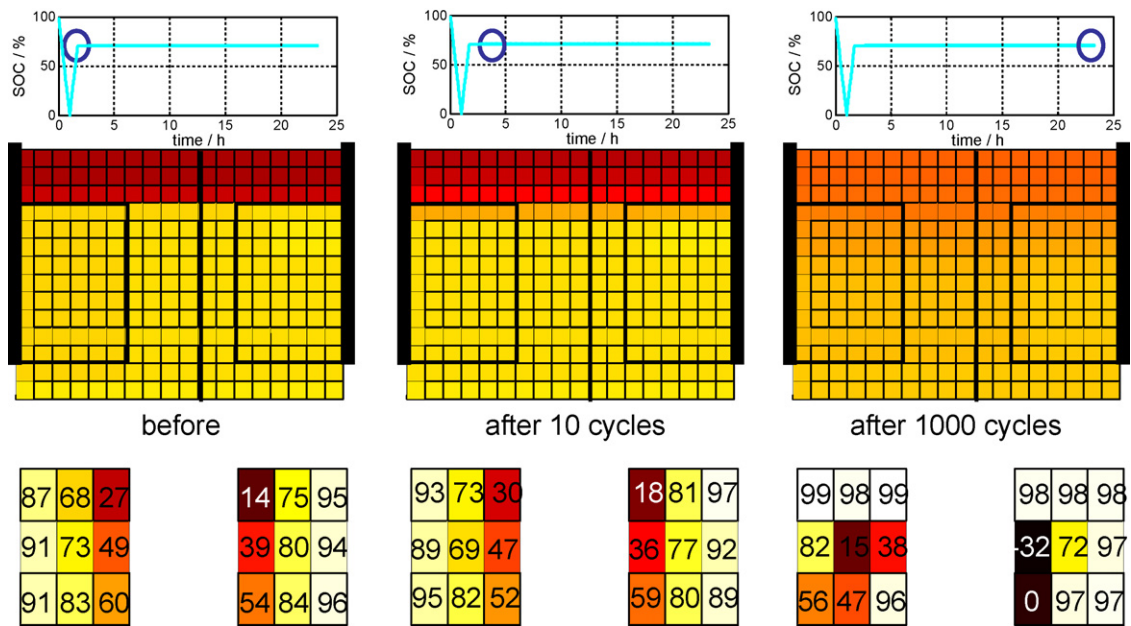 100
50
0
0 5 10 15 20 25
SOC / %
time / h
100
50
0
0 5 10 15 20 25
SOC / %
time / h
100
50
0
0 5 10 15 20 25
SOC / %
time / h
before
after 10 cycles
after 1000 cycles
87 68 27
91 73 49
91 83 60
14 75 95
39 80 94
54 84 96
93 73 30
89 69 47
95 82 52
18 81 97
36 77 92
59 80 89
99 98 99
82 15 38
56 47 96
98 98 98
-32 72 97
0 97 97